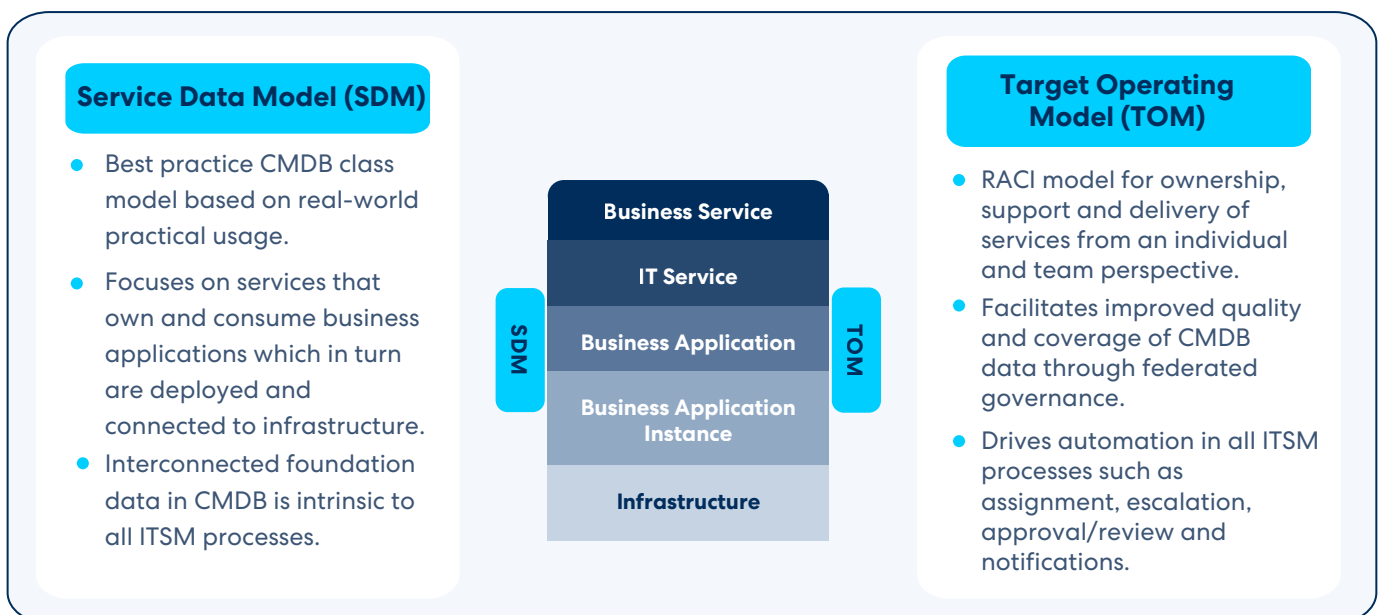 Service Data Model (SDM)
Best practice CMDB class
model based on real-world
practical usage.
Focuses on services that
own and consume business
applications which in turn
are deployed and
connected to infrastructure.
Interconnected foundation
data in CMDB is intrinsic to
all ITSM processes.
SDM
Business Service
IT Service
Business Application
Business Application
Instance
Infrastructure
TOM
Target Operating
Model (TOM)
RACI model for ownership,
support and delivery of
services from an individual
and team perspective.
Facilitates improved quality
and coverage of CMDB
data through federated
governance.
Drives automation in all ITSM
processes such as
assignment, escalation,
approval/review and
notifications.